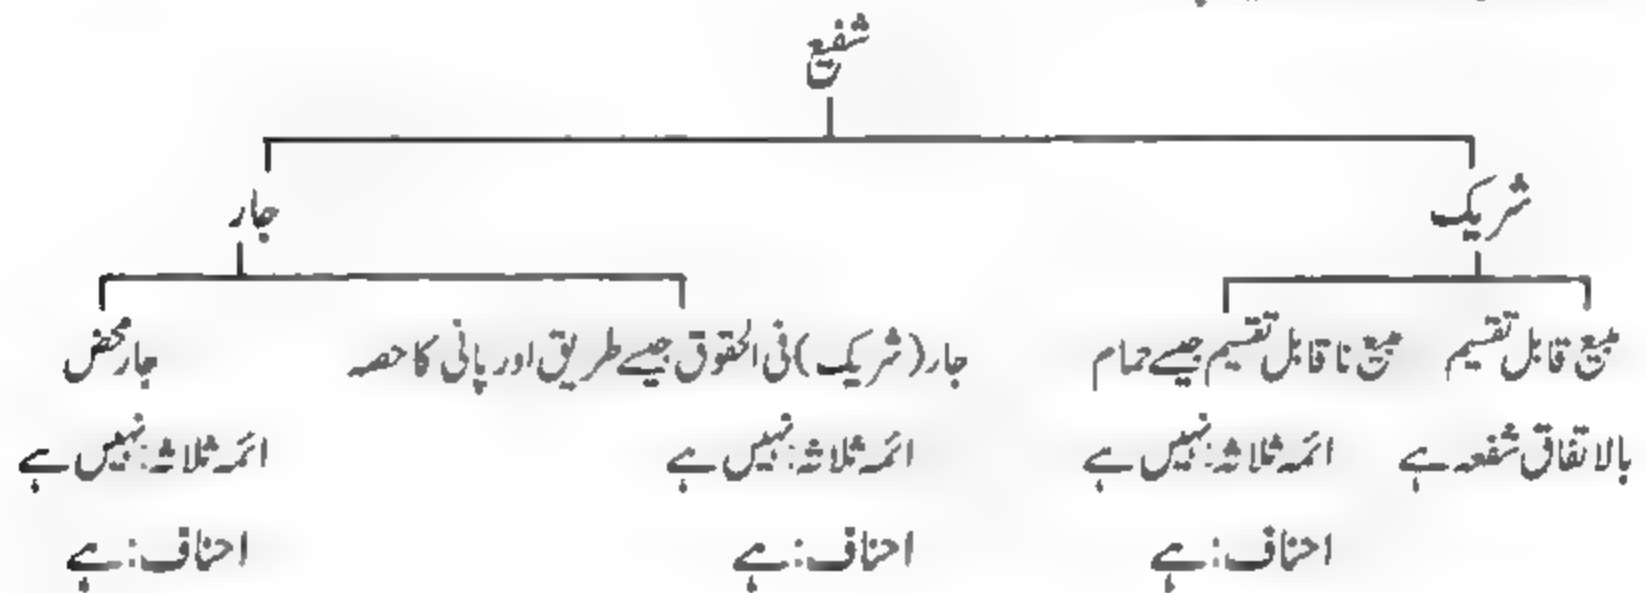 شفیع
شریک جار
مبیع قابل تقسیم مبیع ناقابل تقسیم جیسے حمام جار (شریک) فی الحقوق جیسے طریق اور پانی کا حصہ جار محض
بالاتفاق شفعہ ہے ائمہ ثلاثہ: نہیں ہے ائمہ ثلاثہ: نہیں ہے ائمہ ثلاثہ: نہیں ہے
احناف: ہے احناف: ہے احناف: ہے